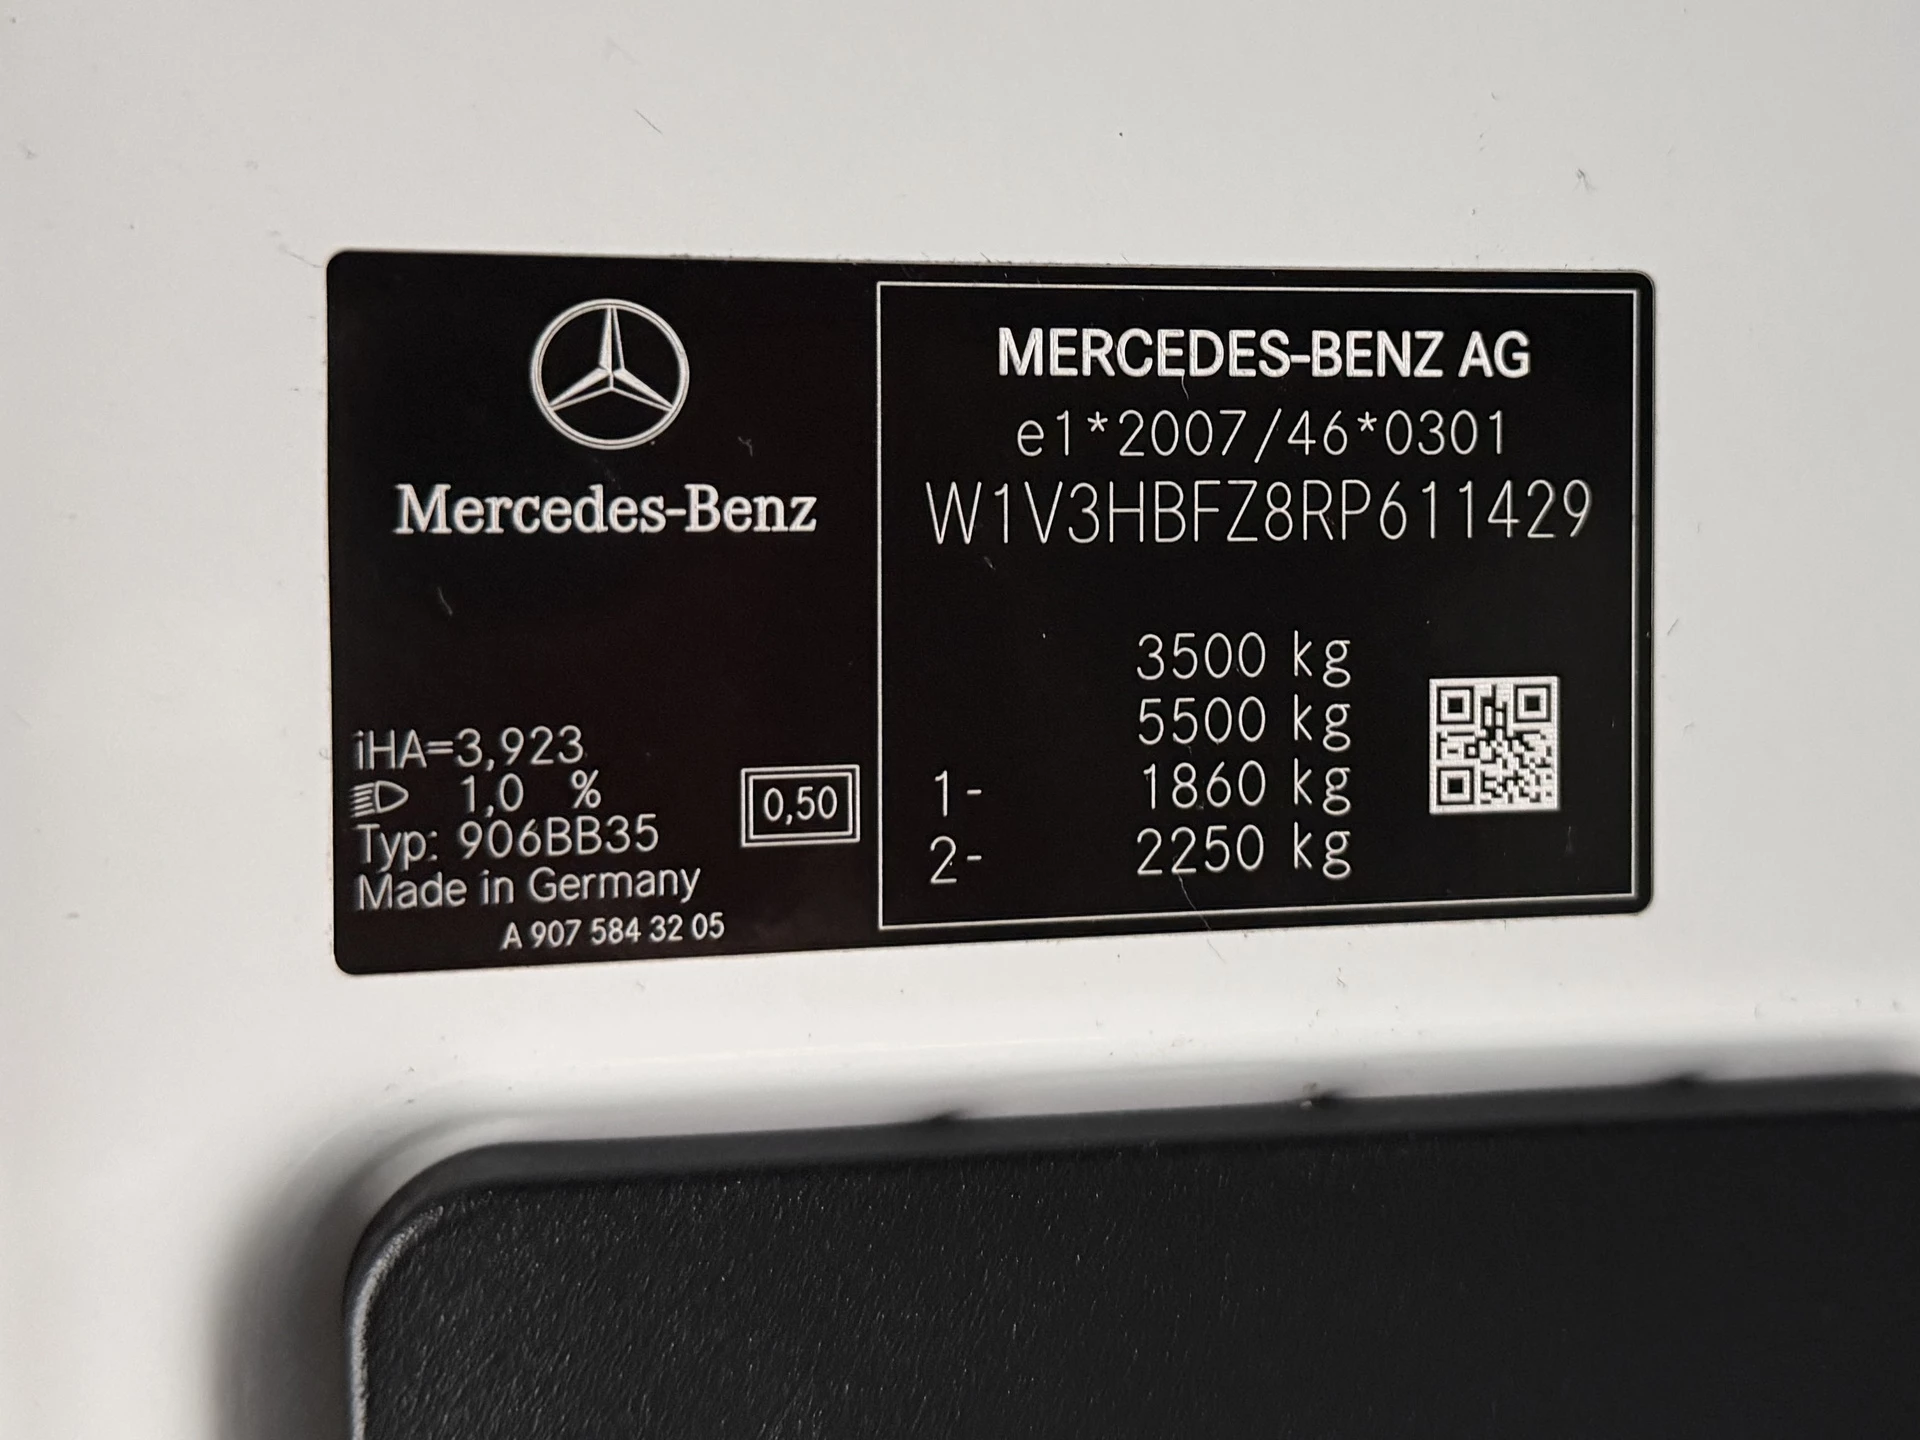 Mercedes-Benz
iHA=3,923
1,0 %
Typ: 906BB35
Made in Germany
A 907 584 32 05
0,50
MERCEDES-BENZ AG
e1*2007/46*0301
W1V3HBFZ8RP611429
3500 kg
5500 kg
1- 1860 kg
2- 2250 kg